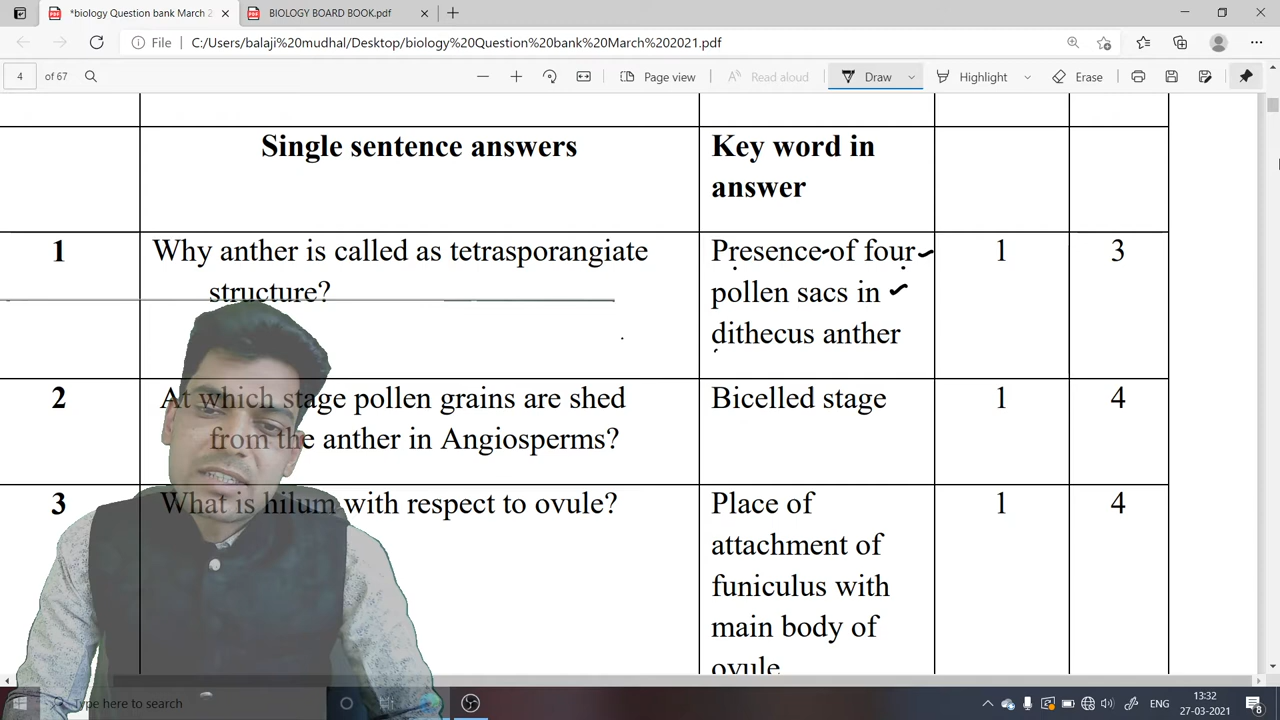 *biology Question bank March 2
BIOLOGY BOARD BOOK.pdf
File
C:/Users/balaji%20mudhal/Desktop/biology%20Question%20bank%20March%202021.pdf
4 of 67
Page view
Read aloud
Draw
Highlight
Erase
Single sentence answers
Key word in
answer
1
Why anther is called as tetrasporangiate
structure?
Presence of four
pollen sacs in
dithecus anther
1
3
2
At which stage pollen grains are shed
from the anther in Angiosperms?
Bicelled stage
1
4
3
What is hilum with respect to ovule?
Place of
attachment of
funiculus with
main body of
ovule
1
4
Type here to search
ENG
13:32
27-03-2021
8